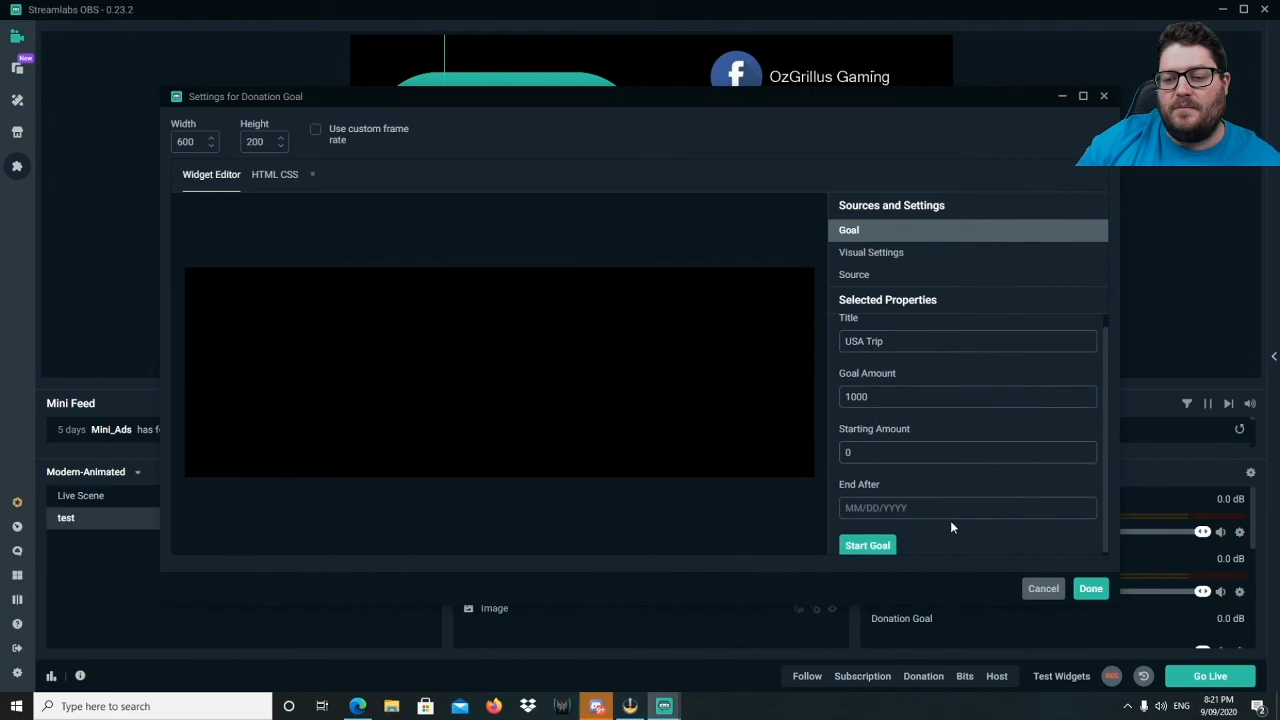 Streamlabs OBS - 0.23.2
New
OzGrillus Gaming
Settings for Donation Goal
Width
Height
600
200
Use custom frame
rate
Widget Editor
HTML CSS
Sources and Settings
Goal
Visual Settings
Source
Selected Properties
Title
USA Trip
Goal Amount
1000
Starting Amount
0
End After
MM/DD/YYYY
Start Goal
Cancel
Done
Mini Feed
5 days Mini_Ads has fo
Modern-Animated
Live Scene
test
Image
0.0 dB
0.0 dB
Donation Goal
0.0 dB
Follow
Subscription
Donation
Bits
Host
Test Widgets
REC
Go Live
Type here to search
ENG
8:21 PM
9/09/2020
2